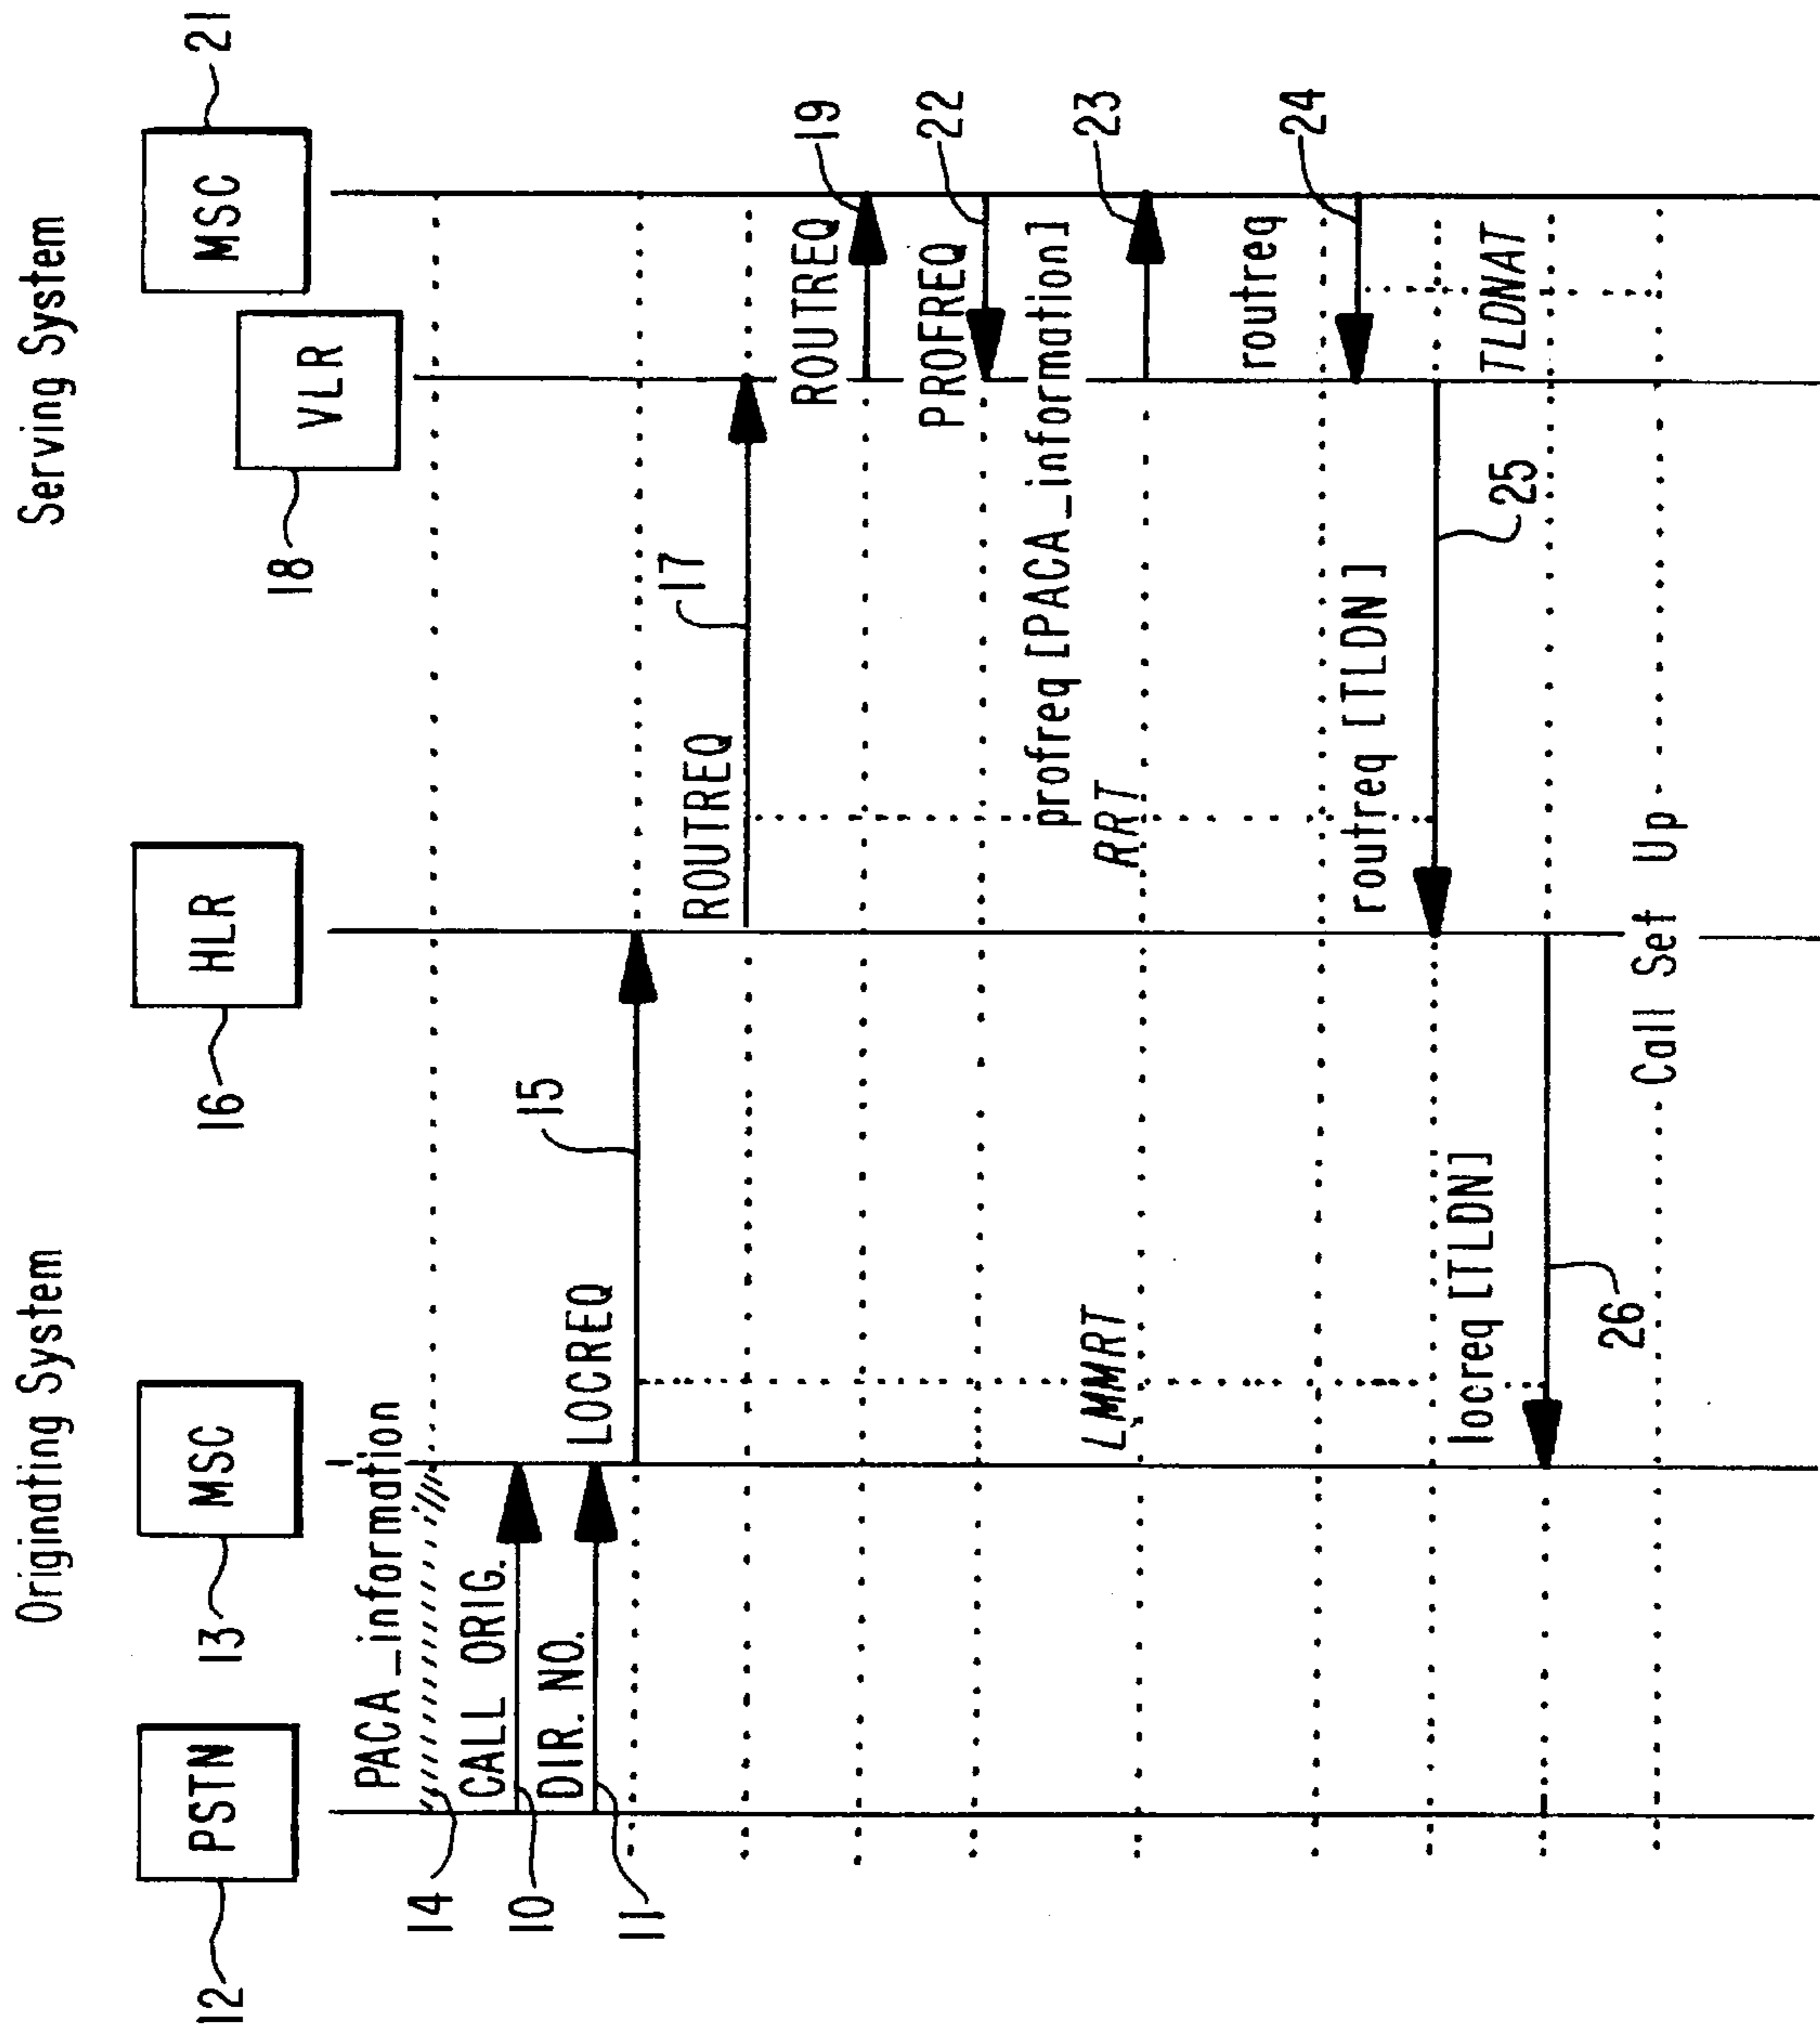 Originating System
Serving System
12
PSTN
13
MSC
16
HLR
18
VLR
MSC
21
PACA_information
14
CALL ORIG.
10
DIR. NO.
11
LOCREQ
15
ROUTREQ
17
ROUTREQ
19
PROFREQ
22
profreq [PACA_information]
23
LMMRT
RRT
routreq
24
routreq [TLDN]
25
TLDNAT
locreq [TLDN]
26
Call Set Up